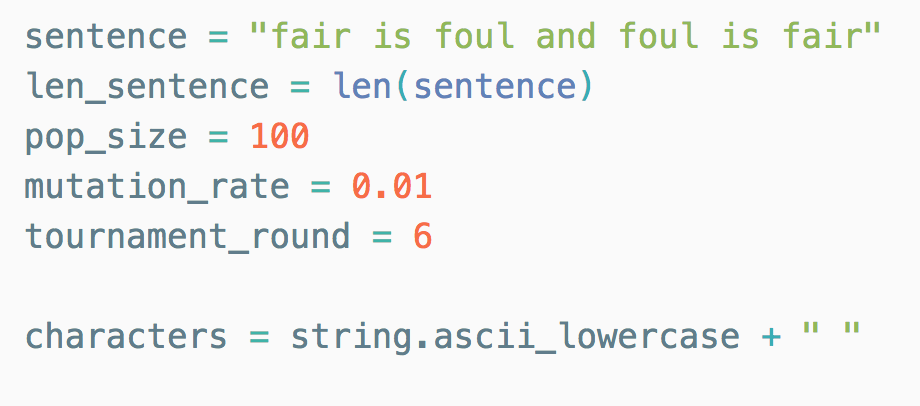 sentence = "fair is foul and foul is fair"
len_sentence = len(sentence)
pop_size = 100
mutation_rate = 0.01
tournament_round = 6
characters = string.ascii_lowercase + " "